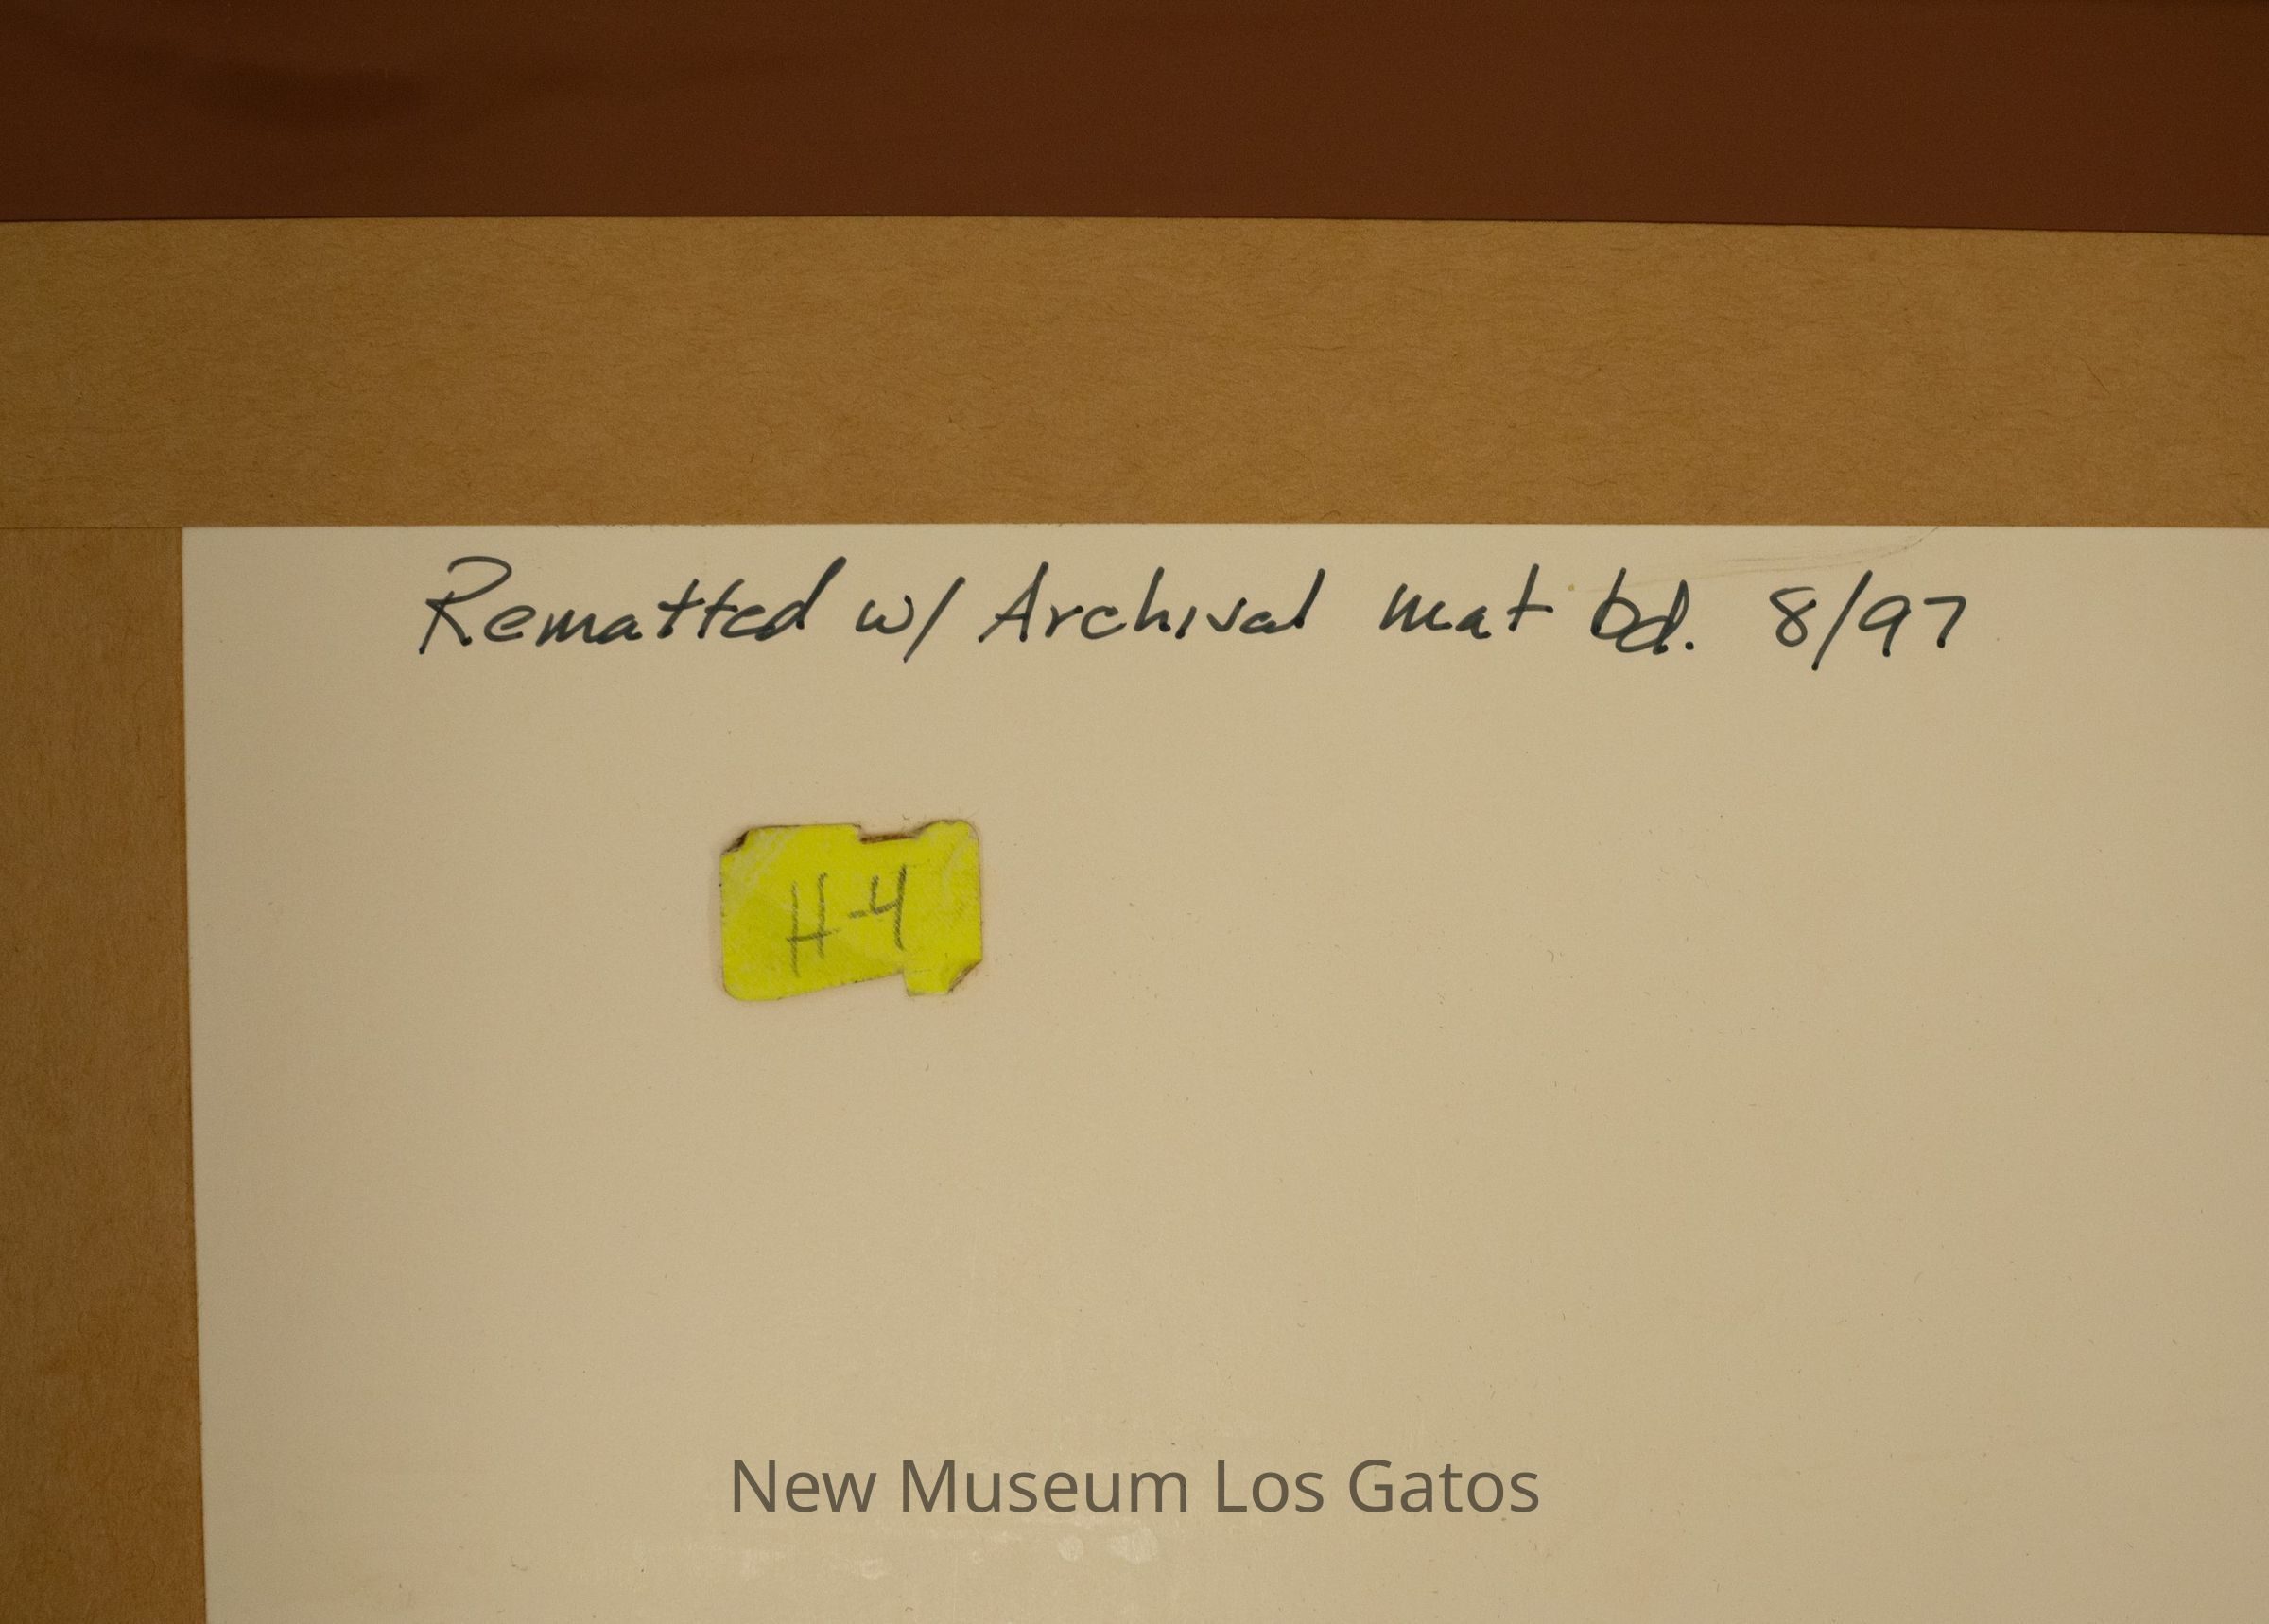 Rematted w/ Archival mat bd. 8/97
H-4
New Museum Los Gatos